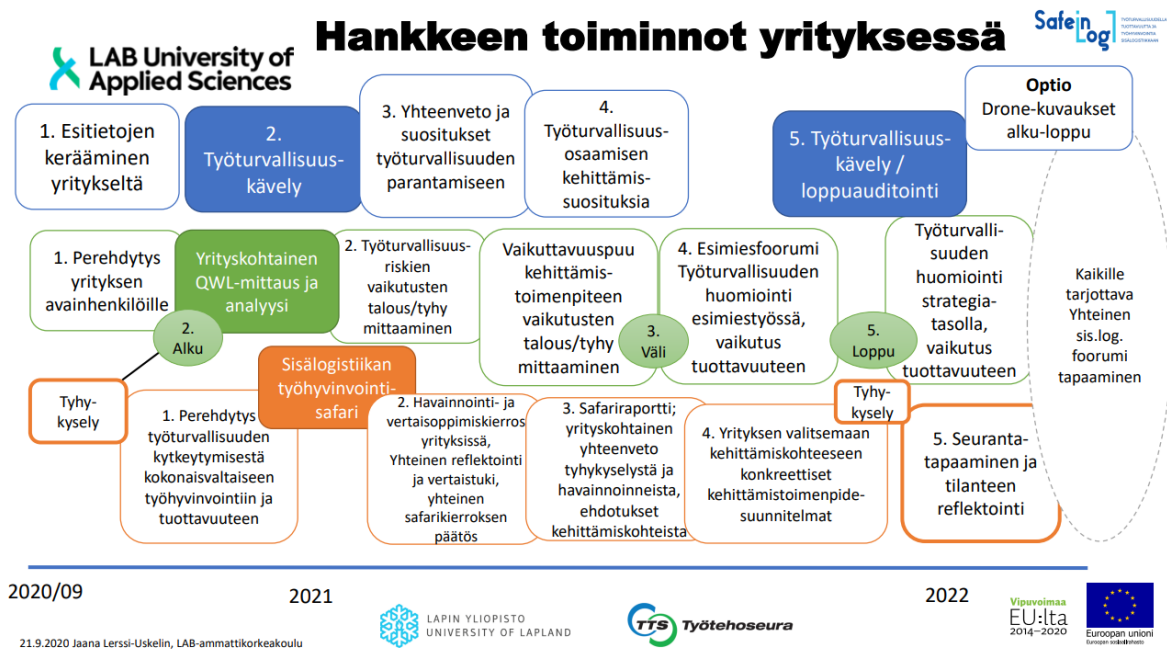 Hankkeen toiminnot yrityksessä
LAB University of
Applied Sciences
Safein
Log
TYÖTURVALLISUUDELLA
TUOTTAVUUTTA JA
TYÖHYVINVOINTIA
SISÄLOGISTIIKKAAN
1. Esitietojen
kerääminen
yritykseltä
2.
Työturvallisuus-
kävely
3. Yhteenveto ja
suositukset
työturvallisuuden
parantamiseen
4.
Työturvallisuus-
osaamisen
kehittämis-
suosituksia
5. Työturvallisuus-
kävely /
loppuauditointi
Optio
Drone-kuvaukset
alku-loppu
1. Perehdytys
yrityksen
avainhenkilöille
Yrityskohtainen
QWL-mittaus ja
analyysi
2.
Alku
2. Työturvallisuus-
riskien
vaikutusten
talous/tyhy
mittaaminen
Vaikuttavuuspuu
kehittämis-
toimenpiteen
vaikutusten
talous/tyhy
mittaaminen
3.
Väli
4. Esimiesfoorumi
Työturvallisuuden
huomiointi
esimiestyössä,
vaikutus
tuottavuuteen
5.
Loppu
Työturvalli-
suuden
huomiointi
strategia-
tasolla,
vaikutus
tuottavuuteen
Kaikille
tarjottava
Yhteinen
sis.log.
foorumi
tapaaminen
Tyhy-
kysely
1. Perehdytys
työturvallisuuden
kytkeytymisestä
kokonaisvaltaiseen
työhyvinvointiin ja
tuottavuuteen
Sisälogistiikan
työhyvinvointi-
safari
2. Havainnointi- ja
vertaisoppimiskierros
yrityksissä,
Yhteinen reflektointi
ja vertaistuki,
yhteinen
safarikierroksen
päätös
3. Safariraportti;
yrityskohtainen
yhteenveto
tyhykyselystä ja
havainnoinneista,
ehdotukset
kehittämiskohteista
4. Yrityksen valitsemaan
kehittämiskohteeseen
konkreettiset
kehittämistoimenpide-
suunnitelmat
Tyhy-
kysely
5. Seuranta-
tapaaminen ja
tilanteen
reflektointi
2020/09
2021
2022
21.9.2020 Jaana Lerssi-Uskelin, LAB-ammattikorkeakoulu
LAPIN YLIOPISTO
UNIVERSITY OF LAPLAND
TTS Työtehoseura
Vipuvoimaa
EU:lta
2014–2020
Euroopan unioni
Euroopan sosiaalirahasto